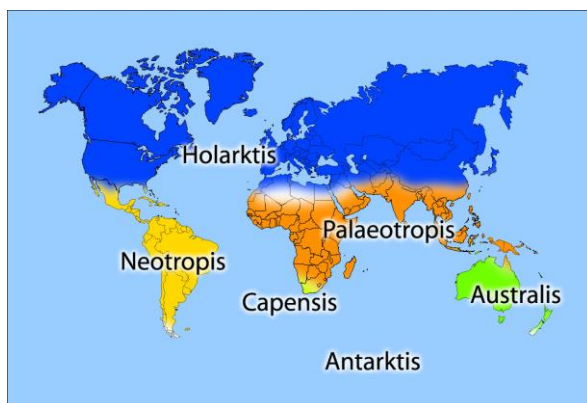 Holarktis
Palaeotropis
Neotropis
Capensis
Australis
Antarktis